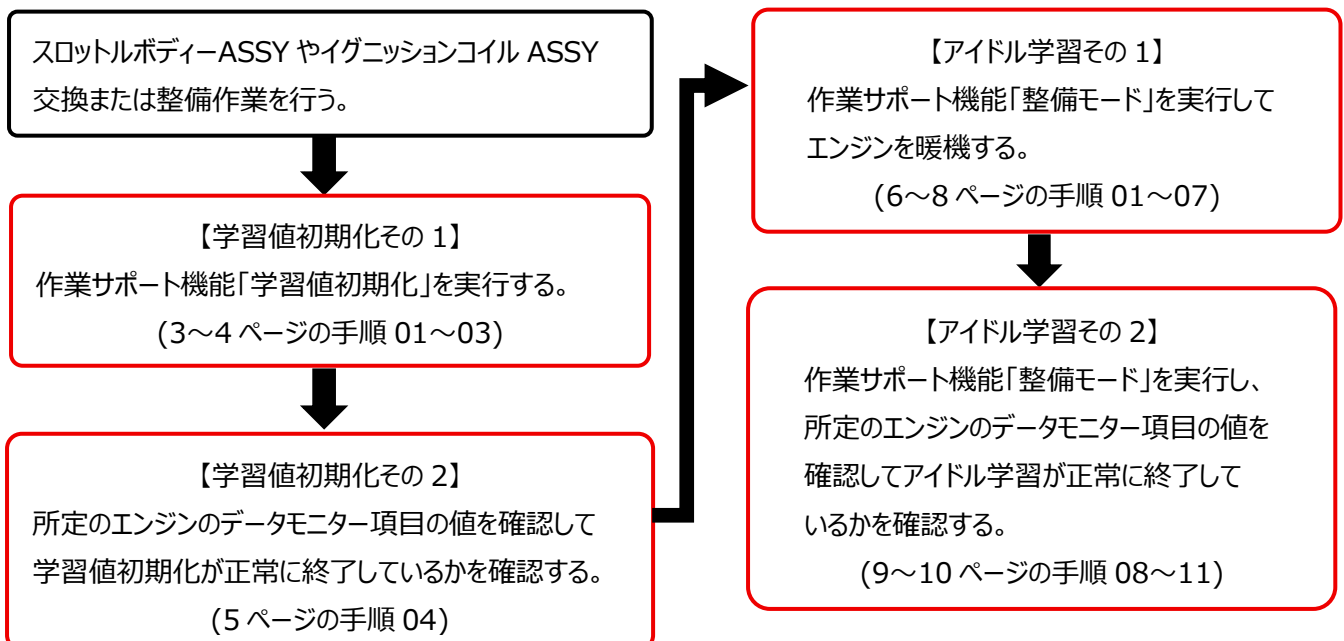 スロットルボディーASSY やイグニッションコイル ASSY
交換または整備作業を行う。
【学習値初期化その 1】
作業サポート機能「学習値初期化」を実行する。
(3～4 ページの手順 01～03)
【学習値初期化その 2】
所定のエンジンのデータモニター項目の値を確認して
学習値初期化が正常に終了しているかを確認する。
(5 ページの手順 04)
【アイドル学習その 1】
作業サポート機能「整備モード」を実行して
エンジンを暖機する。
(6～8 ページの手順 01～07)
【アイドル学習その 2】
作業サポート機能「整備モード」を実行し、
所定のエンジンのデータモニター項目の値を
確認してアイドル学習が正常に終了して
いるかを確認する。
(9～10 ページの手順 08～11)